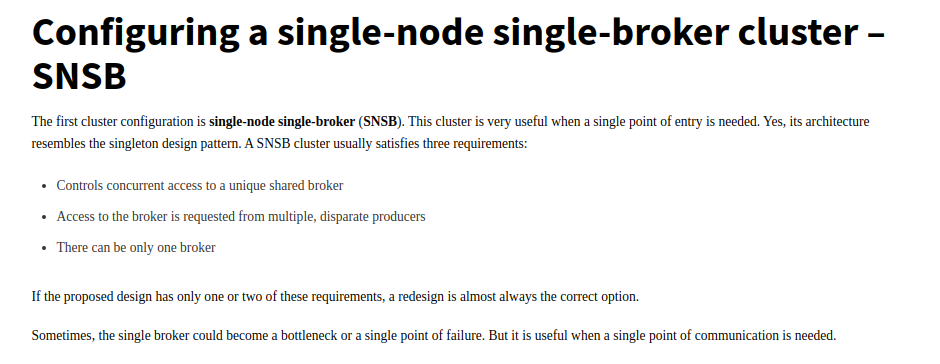 Configuring a single-node single-broker cluster –
SNSB
The first cluster configuration is single-node single-broker (SNSB). This cluster is very useful when a single point of entry is needed. Yes, its architecture
resembles the singleton design pattern. A SNSB cluster usually satisfies three requirements:
• Controls concurrent access to a unique shared broker
• Access to the broker is requested from multiple, disparate producers
• There can be only one broker
If the proposed design has only one or two of these requirements, a redesign is almost always the correct option.
Sometimes, the single broker could become a bottleneck or a single point of failure. But it is useful when a single point of communication is needed.